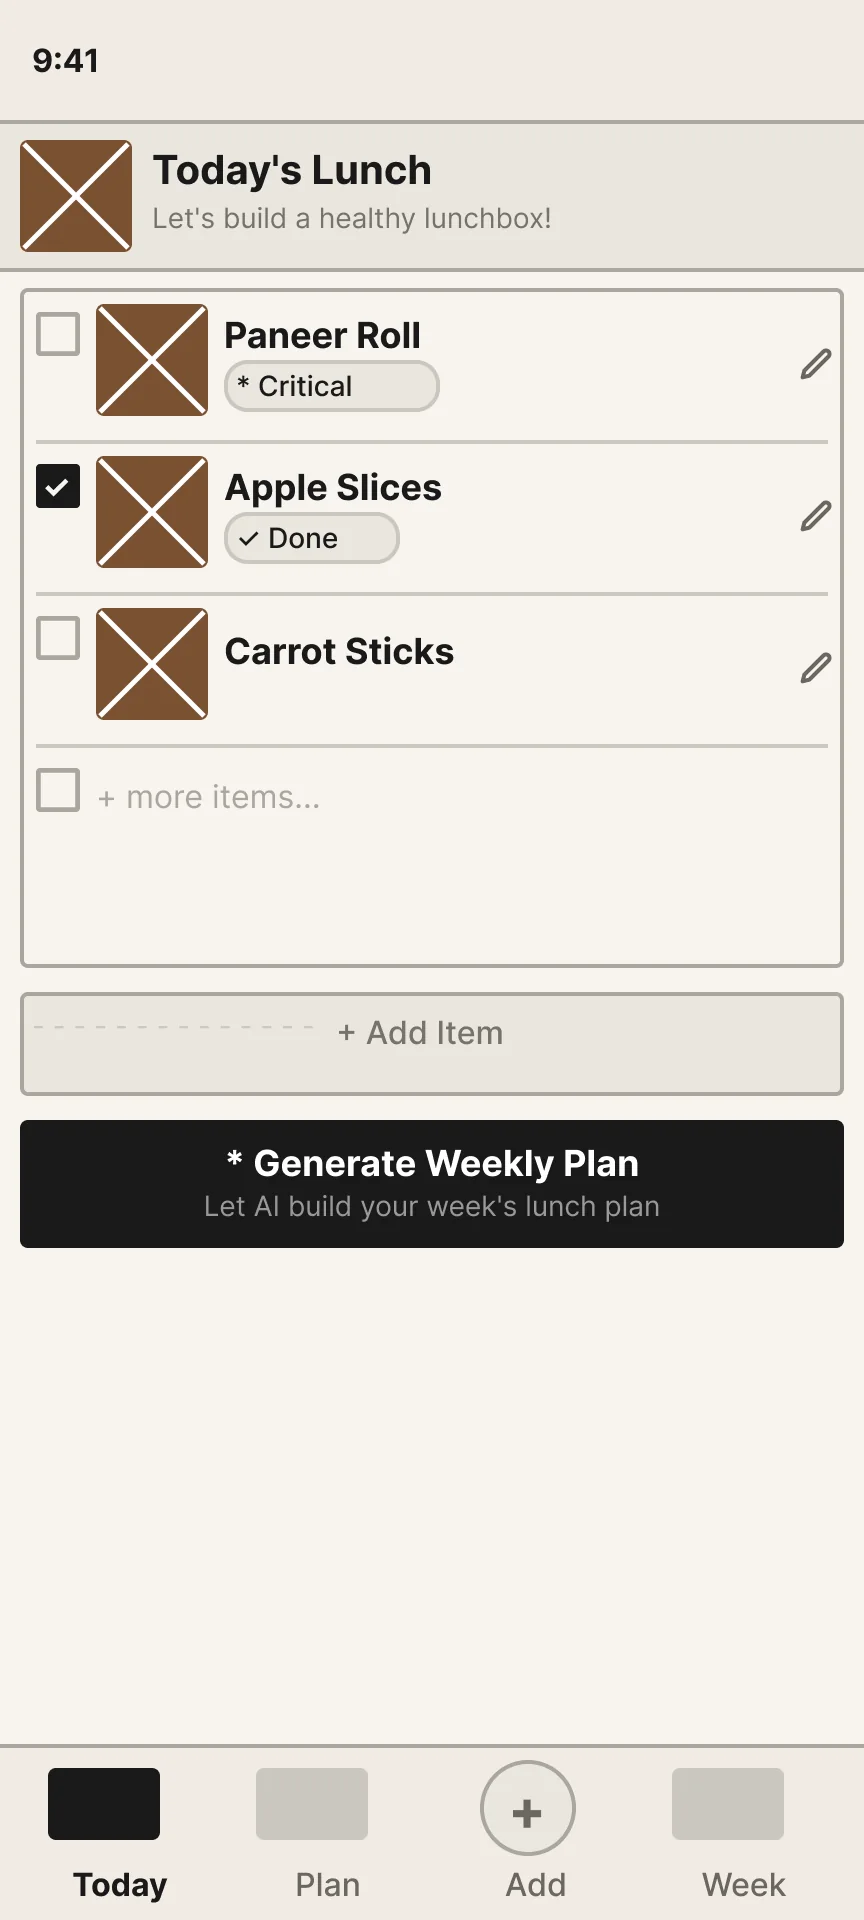 9:41
Today's Lunch
Let's build a healthy lunchbox!
Paneer Roll
* Critical
Apple Slices
✓ Done
Carrot Sticks
+ more items...
+ Add Item
* Generate Weekly Plan
Let AI build your week's lunch plan
+
Today
Plan
Add
Week